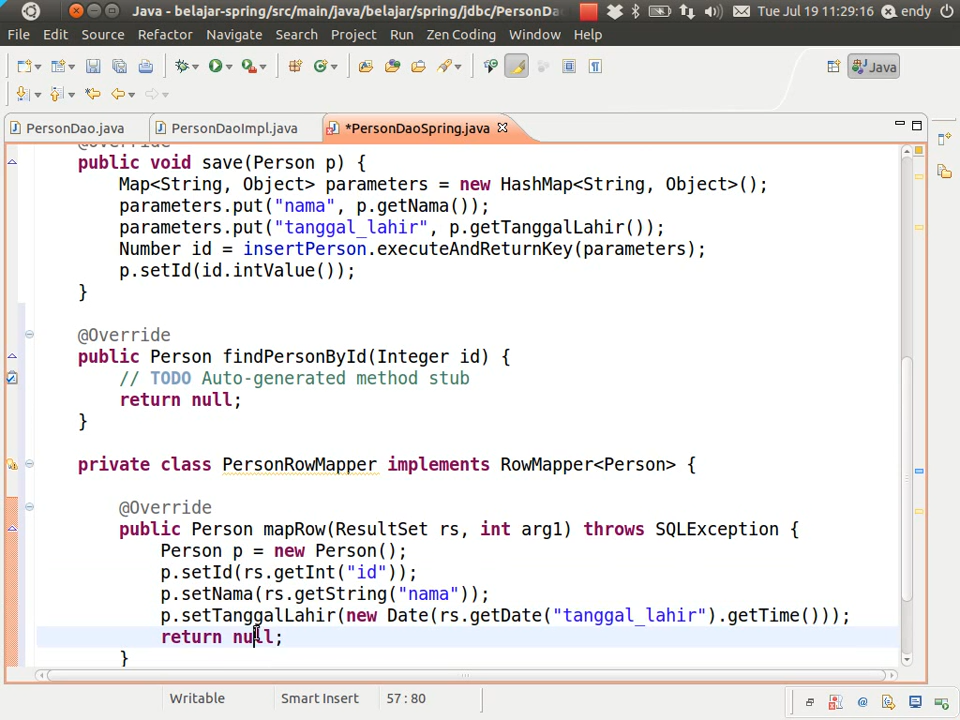 Java - belajar-spring/src/main/java/belajar/spring/jdbc/PersonDao
Tue Jul 19 11:29:16
endy
File Edit Source Refactor Navigate Search Project Run Zen Coding Window Help
Java
PersonDao.java
PersonDaoImpl.java
*PersonDaoSpring.java
@Override
public void save(Person p) {
Map<String, Object> parameters = new HashMap<String, Object>();
parameters.put("nama", p.getNama());
parameters.put("tanggal_lahir", p.getTanggalLahir());
Number id = insertPerson.executeAndReturnKey(parameters);
p.setId(id.intValue());
}
@Override
public Person findPersonById(Integer id) {
// TODO Auto-generated method stub
return null;
}
private class PersonRowMapper implements RowMapper<Person> {
@Override
public Person mapRow(ResultSet rs, int arg1) throws SQLException {
Person p = new Person();
p.setId(rs.getInt("id"));
p.setNama(rs.getString("nama"));
p.setTanggalLahir(new Date(rs.getDate("tanggal_lahir").getTime()));
return null;
}
Writable
Smart Insert
57 : 80